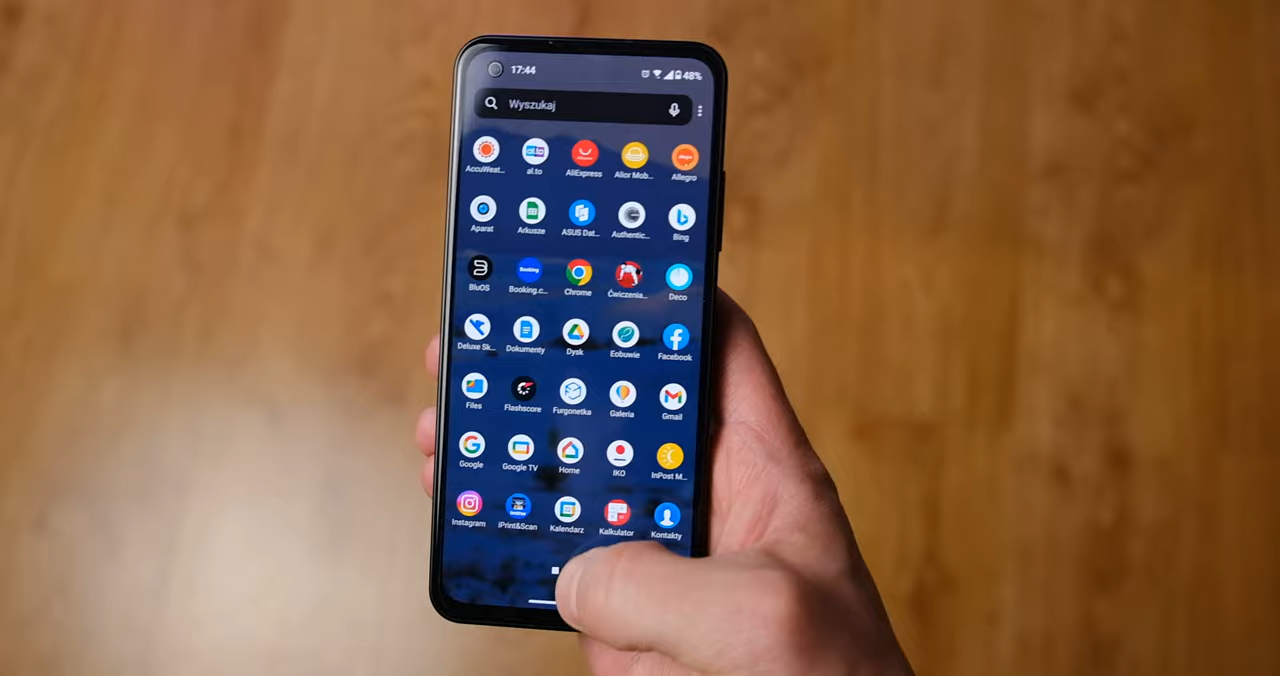 17:44 48%
Wyszukaj
AccuWeat... al.to AliExpress Alior Mob... Allegro
Aparat Arkusze ASUS Dat... Authentic... Bing
BluOS Booking.c... Chrome Ćwiczenia... Deco
Deluxe Sk... Dokumenty Dysk Eobuwie Facebook
Files Flashscore Furgonetka Galeria Gmail
Google Google TV Home IKO InPost M...
Instagram iPrint&Scan Kalendarz Kalkulator Kontakty